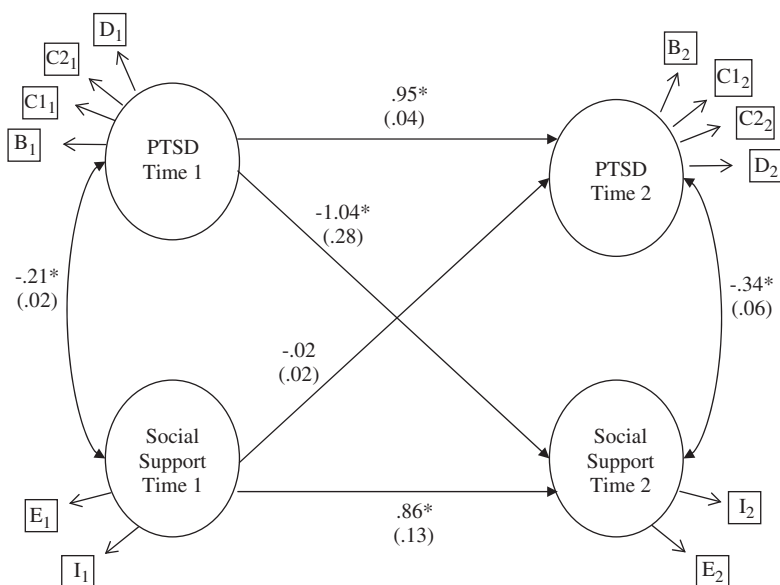 D₁
B₂
C2₁
C1₂
C1₁
C2₂
B₁
D₂
PTSD
Time 1
.95*
(.04)
PTSD
Time 2
-1.04*
(.28)
-.21*
(.02)
-.34*
(.06)
-.02
(.02)
Social
Support
Time 1
Social
Support
Time 2
E₁
I₁
.86*
(.13)
I₂
E₂